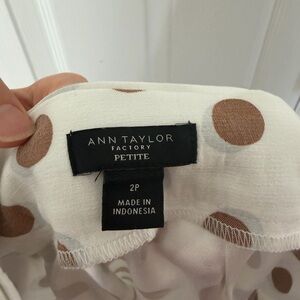 ANN TAYLOR
FACTORY
PETITE
2P
MADE IN
INDONESIA